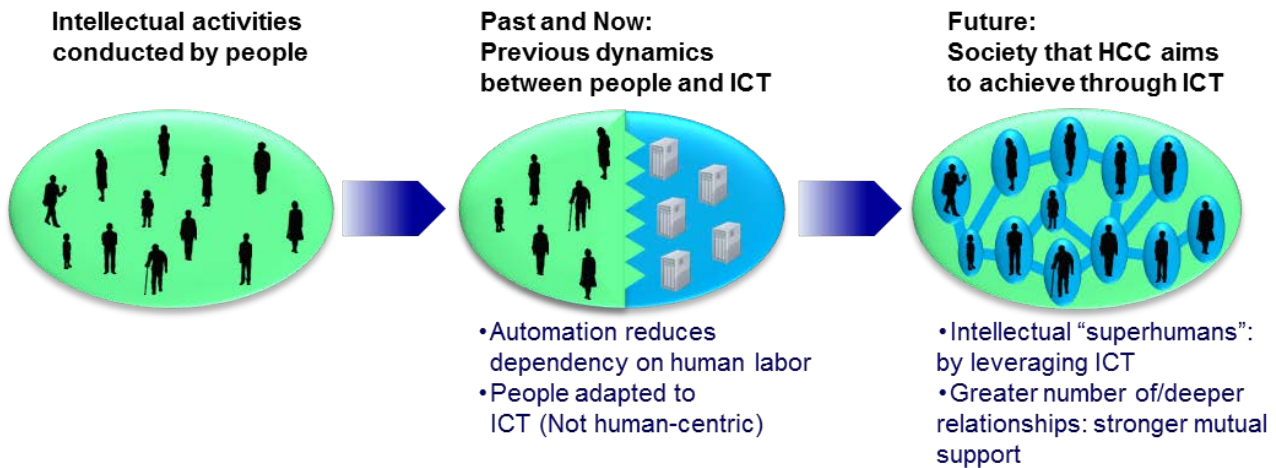 Intellectual activities
conducted by people
Past and Now:
Previous dynamics
between people and ICT
Future:
Society that HCC aims
to achieve through ICT
•Automation reduces
dependency on human labor
•People adapted to
ICT (Not human-centric)
•Intellectual “superhumans”:
by leveraging ICT
•Greater number of/deeper
relationships: stronger mutual
support